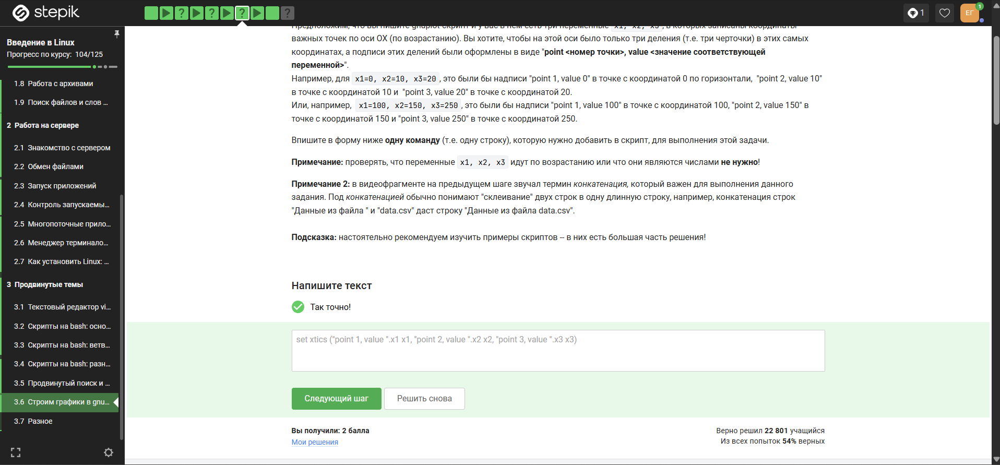 stepik
? ? ? ?
1
ЕГ
1
Введение в Linux
Прогресс по курсу: 104/125
1.8 Работа с архивами
1.9 Поиск файлов и слов ...
2 Работа на сервере
2.1 Знакомство с сервером
2.2 Обмен файлами
2.3 Запуск приложений
2.4 Контроль запускаемы...
2.5 Многопоточные прило...
2.6 Менеджер терминало...
2.7 Как установить Linux: ...
3 Продвинутые темы
3.1 Текстовый редактор vi...
3.2 Скрипты на bash: осно...
3.3 Скрипты на bash: ветв...
3.4 Скрипты на bash: разн...
3.5 Продвинутый поиск и ...
3.6 Строим графики в gnu...
3.7 Разное
Предположим, что вы пишите gnuplot скрипт и у вас в нем есть три переменные x1, x2, x3, в которых записаны координаты
важных точек по оси OX (по возрастанию). Вы хотите, чтобы на этой оси было только три деления (т.е. три черточки) в этих самых
координатах, а подписи этих делений были оформлены в виде "point <номер точки>, value <значение соответствующей
переменной>".
Например, для x1=0, x2=10, x3=20, это были бы надписи "point 1, value 0" в точке с координатой 0 по горизонтали, "point 2, value 10"
в точке с координатой 10 и "point 3, value 20" в точке с координатой 20.
Или, например, x1=100, x2=150, x3=250, это были бы надписи "point 1, value 100" в точке с координатой 100, "point 2, value 150" в
точке с координатой 150 и "point 3, value 250" в точке с координатой 250.
Впишите в форму ниже одну команду (т.е. одну строку), которую нужно добавить в скрипт, для выполнения этой задачи.
Примечание: проверять, что переменные x1, x2, x3 идут по возрастанию или что они являются числами не нужно!
Примечание 2: в видеофрагменте на предыдущем шаге звучал термин конкатенация, который важен для выполнения данного
задания. Под конкатенацией обычно понимают "склеивание" двух строк в одну длинную строку, например, конкатенация строк
"Данные из файла " и "data.csv" даст строку "Данные из файла data.csv".
Подсказка: настоятельно рекомендуем изучить примеры скриптов -- в них есть большая часть решения!
Напишите текст
Так точно!
set xtics ("point 1, value ".x1 x1, "point 2, value ".x2 x2, "point 3, value ".x3 x3)
Следующий шаг
Решить снова
Вы получили: 2 балла
Мои решения
Верно решил 22 801 учащийся
Из всех попыток 54% верных